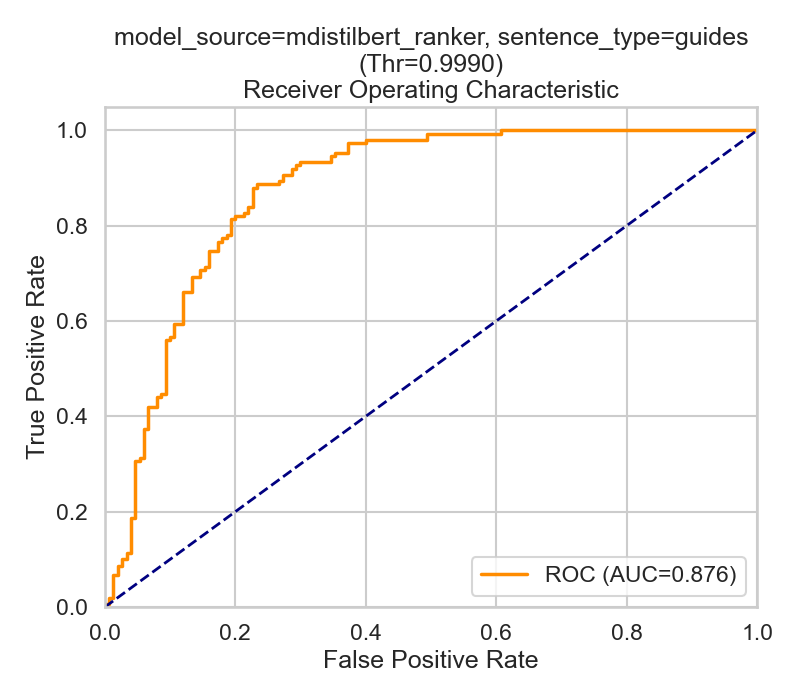 model_source=mdistilbert_ranker, sentence_type=guides
(Thr=0.9990)
Receiver Operating Characteristic
1.0
0.8
0.6
0.4
0.2
0.0
True Positive Rate
ROC (AUC=0.876)
0.0 0.2 0.4 0.6 0.8 1.0
False Positive Rate